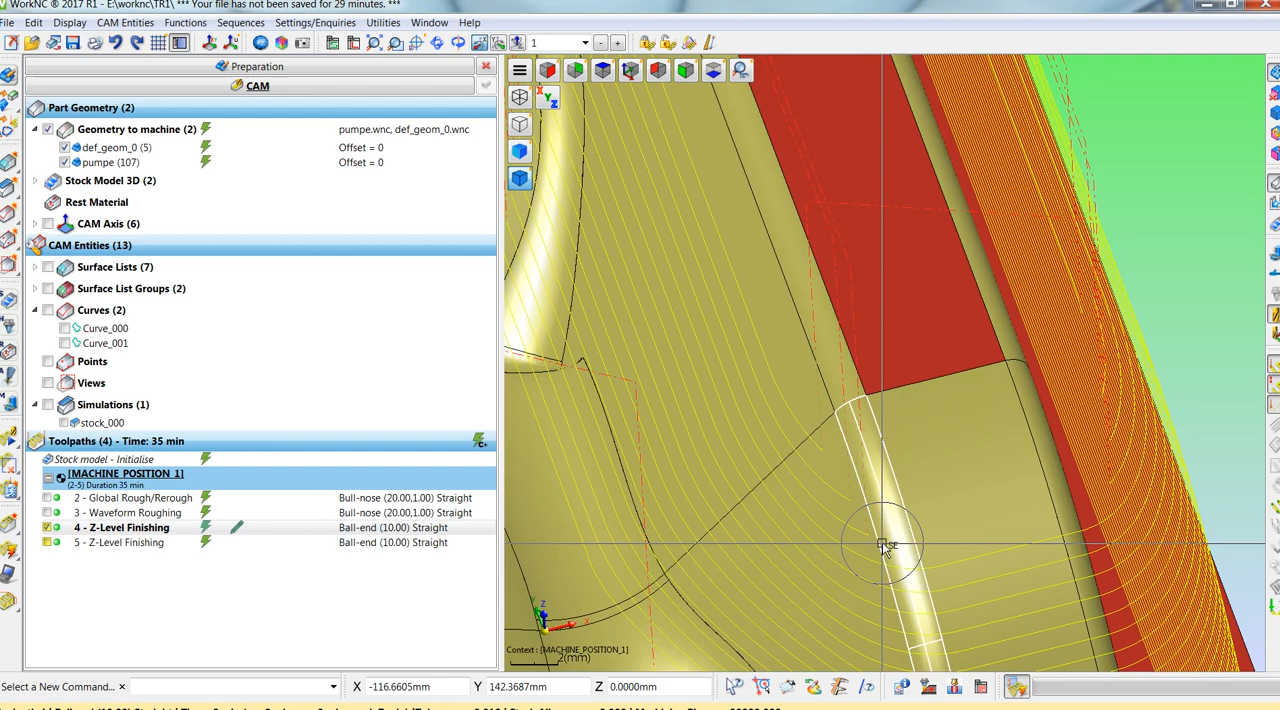 WorkNC ® 2017 R1 - E:\worknc\TR1\ *** Your file has not been saved for 29 minutes. ***
File Edit Display CAM Entities Functions Sequences Settings/Enquiries Utilities Window Help
1
Preparation
CAM
Part Geometry (2)
Geometry to machine (2) pumpe.wnc, def_geom_0.wnc
def_geom_0 (5) Offset = 0
pumpe (107) Offset = 0
Stock Model 3D (2)
Rest Material
CAM Axis (6)
CAM Entities (13)
Surface Lists (7)
Surface List Groups (2)
Curves (2)
Curve_000
Curve_001
Points
Views
Simulations (1)
stock_000
Toolpaths (4) - Time: 35 min
Stock model - Initialise
[MACHINE_POSITION_1]
(2-5) Duration 35 min
2 - Global Rough/Rerough Bull-nose (20.00,1.00) Straight
3 - Waveform Roughing Bull-nose (20.00,1.00) Straight
4 - Z-Level Finishing Ball-end (10.00) Straight
5 - Z-Level Finishing Ball-end (10.00) Straight
SE
Z
X
Context : [MACHINE_POSITION_1]
2(mm)
Select a New Command... X -116.6605mm Y 142.3687mm Z 0.0000mm